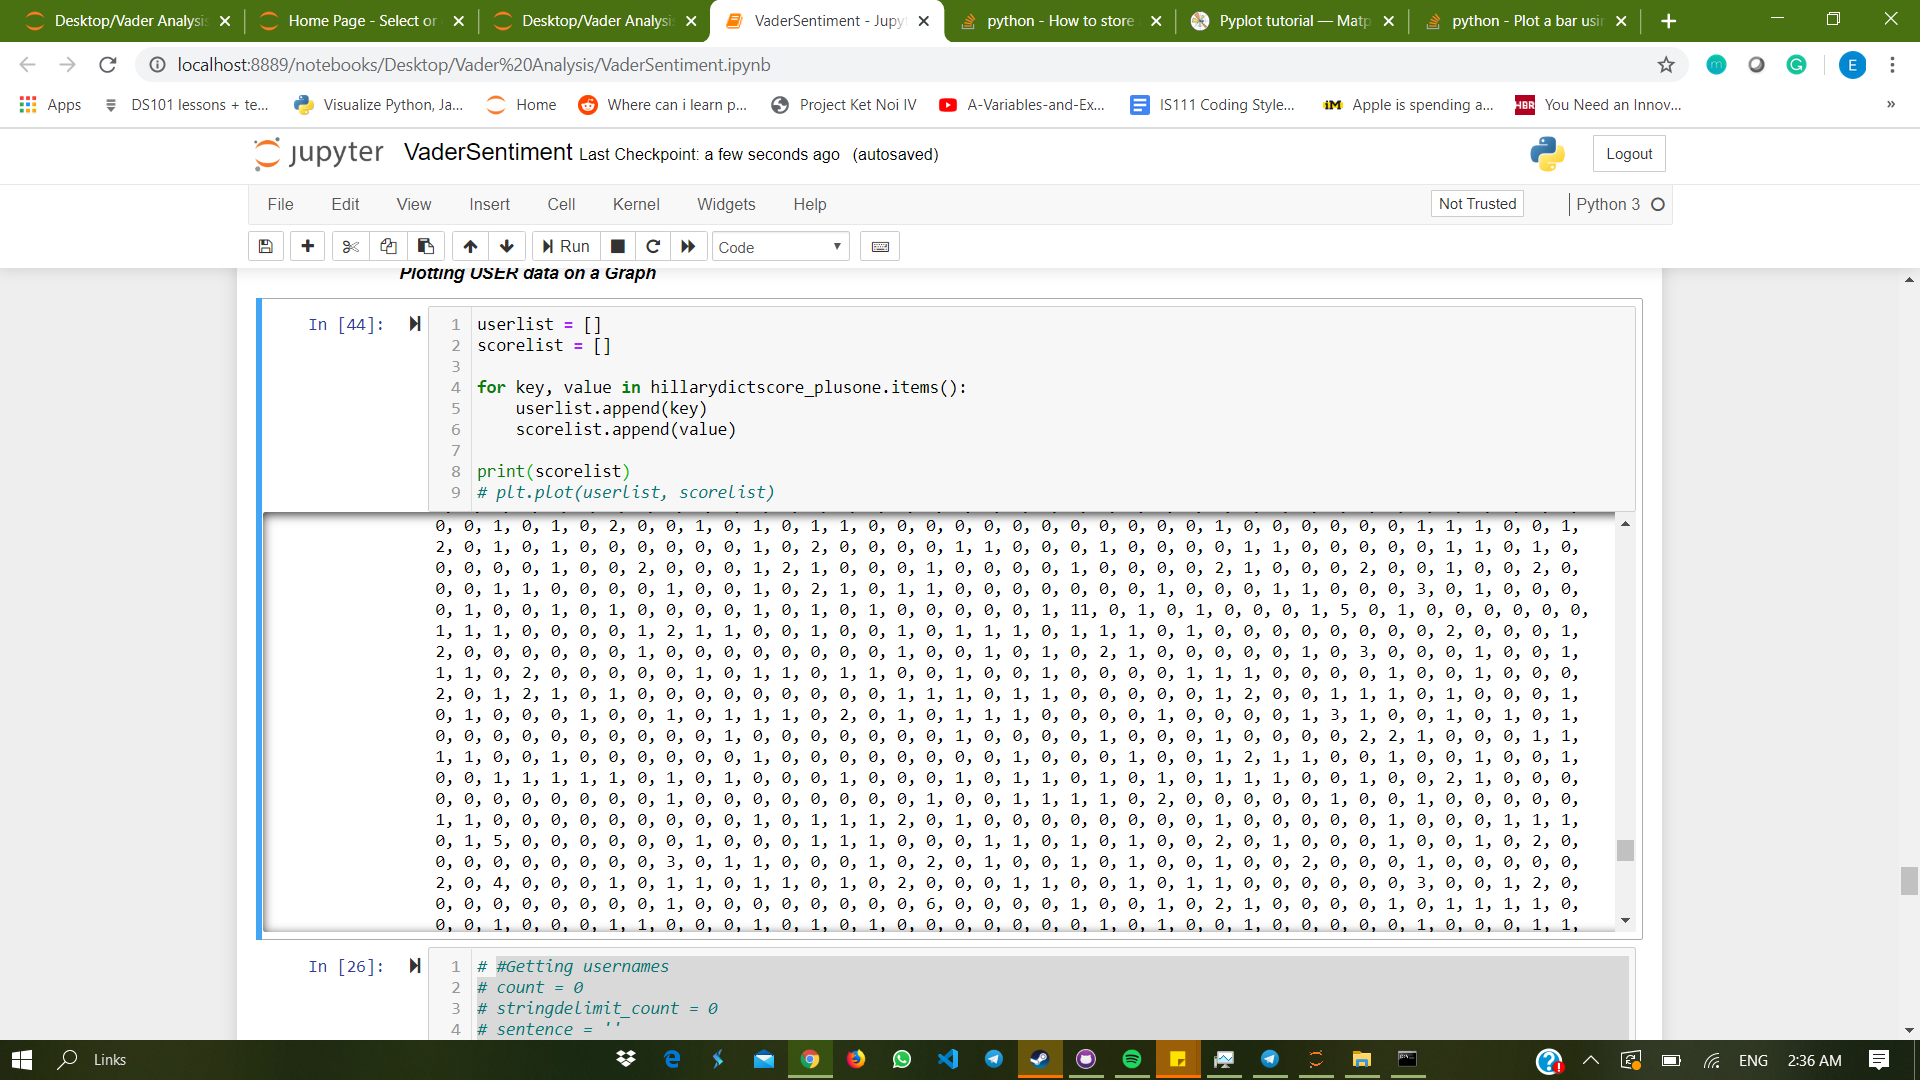 Desktop/Vader Analysis
Home Page - Select or
Desktop/Vader Analysis
VaderSentiment - Jupy
python - How to store
Pyplot tutorial — Matp
python - Plot a bar usin
localhost:8889/notebooks/Desktop/Vader%20Analysis/VaderSentiment.ipynb
E
Apps
DS101 lessons + te...
Visualize Python, Ja...
Home
Where can i learn p...
Project Ket Noi IV
A-Variables-and-Ex...
IS111 Coding Style...
iM Apple is spending a...
HBR You Need an Innov...
»
jupyter VaderSentiment Last Checkpoint: a few seconds ago (autosaved)
Logout
File Edit View Insert Cell Kernel Widgets Help
Not Trusted
Python 3
Run
Code
Plotting USER data on a Graph
In [44]:
1 userlist = []
2 scorelist = []
3
4 for key, value in hillarydictscore_plusone.items():
5     userlist.append(key)
6     scorelist.append(value)
7
8 print(scorelist)
9 # plt.plot(userlist, scorelist)
0, 0, 1, 0, 1, 0, 2, 0, 0, 1, 0, 1, 0, 1, 1, 0, 0, 0, 0, 0, 0, 0, 0, 0, 0, 0, 0, 1, 0, 0, 0, 0, 0, 0, 1, 1, 1, 0, 0, 1,
2, 0, 1, 0, 1, 0, 0, 0, 0, 0, 0, 1, 0, 2, 0, 0, 0, 0, 1, 1, 0, 0, 0, 1, 0, 0, 0, 0, 1, 1, 0, 0, 0, 0, 0, 1, 1, 0, 1, 0,
0, 0, 0, 0, 1, 0, 0, 2, 0, 0, 0, 1, 2, 1, 0, 0, 0, 1, 0, 0, 0, 0, 1, 0, 0, 0, 0, 2, 1, 0, 0, 0, 2, 0, 0, 1, 0, 0, 2, 0,
0, 0, 1, 1, 0, 0, 0, 0, 1, 0, 0, 1, 0, 2, 1, 0, 1, 1, 0, 0, 0, 0, 0, 0, 0, 1, 0, 0, 0, 1, 1, 0, 0, 0, 3, 0, 1, 0, 0, 0,
0, 1, 0, 0, 1, 0, 1, 0, 0, 0, 0, 1, 0, 1, 0, 1, 0, 0, 0, 0, 0, 1, 11, 0, 1, 0, 1, 0, 0, 0, 1, 5, 0, 1, 0, 0, 0, 0, 0, 0,
1, 1, 1, 0, 0, 0, 0, 1, 2, 1, 1, 0, 0, 1, 0, 0, 1, 0, 1, 1, 1, 0, 1, 1, 1, 0, 1, 0, 0, 0, 0, 0, 0, 0, 0, 2, 0, 0, 0, 1,
2, 0, 0, 0, 0, 0, 0, 1, 0, 0, 0, 0, 0, 0, 0, 0, 1, 0, 0, 1, 0, 1, 0, 2, 1, 0, 0, 0, 0, 0, 1, 0, 3, 0, 0, 0, 1, 0, 0, 1,
1, 1, 0, 2, 0, 0, 0, 0, 0, 1, 0, 1, 1, 0, 1, 1, 0, 0, 1, 0, 0, 1, 0, 0, 0, 0, 1, 1, 1, 0, 0, 0, 0, 1, 0, 0, 1, 0, 0, 0,
2, 0, 1, 2, 1, 0, 1, 0, 0, 0, 0, 0, 0, 0, 0, 0, 1, 1, 1, 0, 1, 1, 0, 0, 0, 0, 0, 1, 2, 0, 0, 1, 1, 1, 0, 1, 0, 0, 0, 1,
0, 1, 0, 0, 0, 1, 0, 0, 1, 0, 1, 1, 1, 0, 2, 0, 1, 0, 1, 1, 1, 0, 0, 0, 0, 1, 0, 0, 0, 0, 1, 3, 1, 0, 0, 1, 0, 1, 0, 1,
0, 0, 0, 0, 0, 0, 0, 0, 0, 0, 1, 0, 0, 0, 0, 0, 0, 0, 1, 0, 0, 0, 0, 1, 0, 0, 0, 1, 0, 0, 0, 0, 2, 2, 1, 0, 0, 0, 1, 1,
1, 1, 0, 0, 1, 0, 0, 0, 0, 0, 0, 1, 0, 0, 0, 0, 0, 0, 0, 0, 1, 0, 0, 0, 1, 0, 0, 1, 2, 1, 1, 0, 0, 1, 0, 0, 1, 0, 0, 1,
0, 0, 1, 1, 1, 1, 1, 0, 1, 0, 1, 0, 0, 0, 1, 0, 0, 0, 1, 0, 1, 1, 0, 1, 0, 1, 0, 1, 1, 1, 0, 0, 1, 0, 0, 2, 1, 0, 0, 0,
0, 0, 0, 0, 0, 0, 0, 0, 1, 0, 0, 0, 0, 0, 0, 0, 0, 1, 0, 0, 1, 1, 1, 1, 0, 2, 0, 0, 0, 0, 0, 1, 0, 0, 1, 0, 0, 0, 0, 0,
1, 1, 0, 0, 0, 0, 0, 0, 0, 0, 0, 1, 0, 1, 1, 1, 2, 0, 1, 0, 0, 0, 0, 0, 0, 0, 0, 1, 0, 0, 0, 0, 0, 1, 0, 0, 0, 1, 1, 1,
0, 1, 5, 0, 0, 0, 0, 0, 0, 1, 0, 0, 0, 1, 1, 1, 0, 0, 0, 1, 1, 0, 1, 0, 1, 0, 0, 2, 0, 1, 0, 0, 0, 1, 0, 0, 1, 0, 2, 0,
0, 0, 0, 0, 0, 0, 0, 0, 3, 0, 1, 1, 0, 0, 0, 1, 0, 2, 0, 1, 0, 0, 1, 0, 1, 0, 0, 1, 0, 0, 2, 0, 0, 0, 1, 0, 0, 0, 0, 0,
2, 0, 4, 0, 0, 0, 1, 0, 1, 1, 0, 1, 1, 0, 1, 0, 2, 0, 0, 0, 1, 1, 0, 0, 1, 0, 1, 1, 0, 0, 0, 0, 0, 0, 3, 0, 0, 1, 2, 0,
0, 0, 0, 0, 0, 0, 0, 0, 1, 0, 0, 0, 0, 0, 0, 0, 0, 6, 0, 0, 0, 0, 1, 0, 0, 1, 0, 2, 1, 0, 0, 0, 0, 1, 0, 1, 1, 1, 1, 0,
0, 0, 1, 0, 0, 0, 1, 1, 0, 0, 0, 1, 0, 1, 0, 1, 0, 0, 0, 0, 0, 0, 0, 1, 0, 1, 0, 0, 1, 0, 0, 0, 0, 0, 1, 0, 0, 0, 1, 1,
In [26]:
1 # #Getting usernames
2 # count = 0
3 # stringdelimit_count = 0
4 # sentence = ''
Links
ENG
2:36 AM